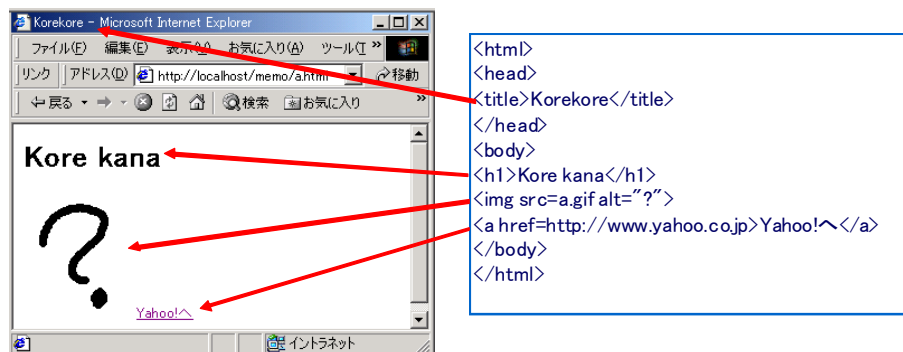 Korekore - Microsoft Internet Explorer
ファイル(F) 編集(E) 表示(V) お気に入り(A) ツール(T »
リンク アドレス(D) http://localhost/memo/a.html 移動
戻る 検索 お気に入り »
Kore kana
?
Yahoo!へ
イントラネット
<html>
<head>
<title>Korekore</title>
</head>
<body>
<h1>Kore kana</h1>
<img src=a.gif alt="?">
<a href=http://www.yahoo.co.jp>Yahoo!へ</a>
</body>
</html>